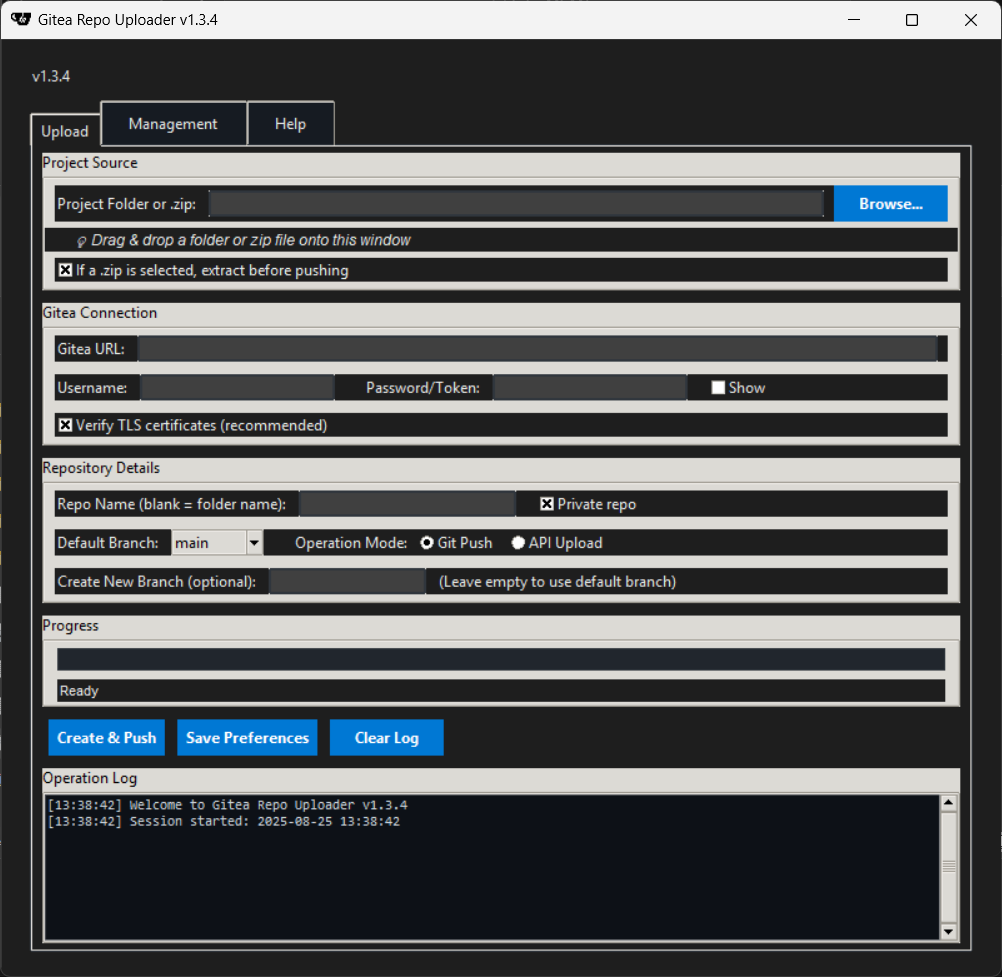 Gitea Repo Uploader v1.3.4
v1.3.4
Upload Management Help
Project Source
Project Folder or .zip: Browse...
Drag & drop a folder or zip file onto this window
If a .zip is selected, extract before pushing
Gitea Connection
Gitea URL:
Username: Password/Token: Show
Verify TLS certificates (recommended)
Repository Details
Repo Name (blank = folder name): Private repo
Default Branch: main Operation Mode: Git Push API Upload
Create New Branch (optional): (Leave empty to use default branch)
Progress
Ready
Create & Push Save Preferences Clear Log
Operation Log
[13:38:42] Welcome to Gitea Repo Uploader v1.3.4
[13:38:42] Session started: 2025-08-25 13:38:42